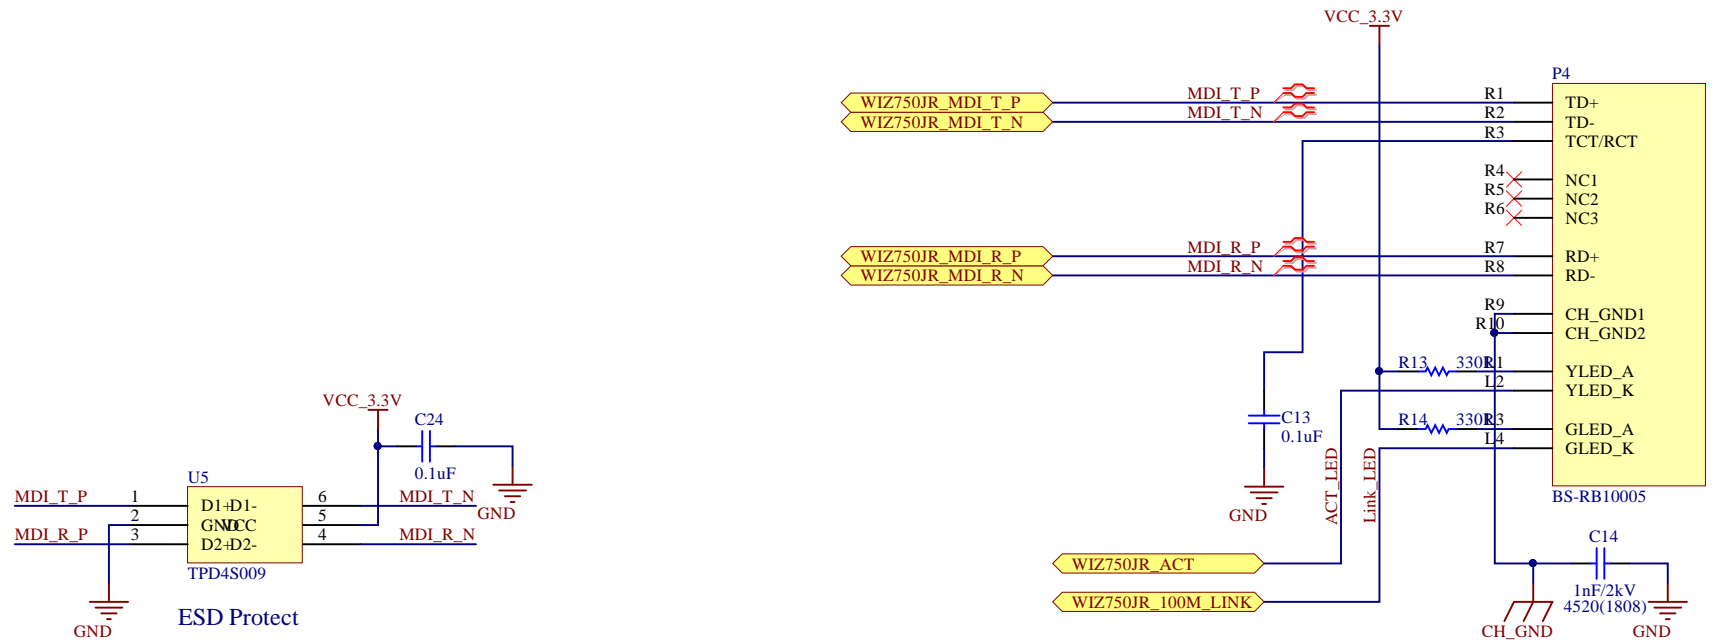 VCC_3.3V
P4
WIZ750JR_MDI_T_P MDI_T_P R1 TD+
WIZ750JR_MDI_T_N MDI_T_N R2 TD-
R3 TCT/RCT
R4 NC1
R5 NC2
R6 NC3
WIZ750JR_MDI_R_P MDI_R_P R7 RD+
WIZ750JR_MDI_R_N MDI_R_N R8 RD-
R9 CH_GND1
R10 CH_GND2
R13 330R L1 YLED_A
L2 YLED_K
R14 330R L3 GLED_A
L4 GLED_K
BS-RB10005
C13
0.1uF
GND
ACT_LED
Link_LED
WIZ750JR_ACT
WIZ750JR_100M_LINK
C14
1nF/2kV
4520(1808)
CH_GND
GND
VCC_3.3V
C24
0.1uF
GND
U5
MDI_T_P 1 D1+ D1- 6 MDI_T_N
2 GND VCC 5
MDI_R_P 3 D2+ D2- 4 MDI_R_N
TPD4S009
GND
ESD Protect